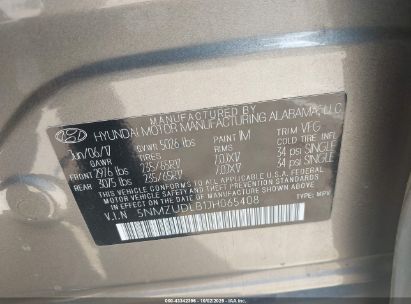 MANUFACTURED BY
HYUNDAI MOTOR MANUFACTURING ALABAMA, LLC
Jun/06/17 GVWR 5026 lbs PAINT 1M TRIM VFG
GAWR TIRES RIMS COLD TIRE INFL.
FRONT 2976 lbs 235/65R17 7.0JX17 34 psi SINGLE
REAR 3075 lbs 235/65R17 7.0JX17 34 psi SINGLE
THIS VEHICLE CONFORMS TO ALL APPLICABLE U.S.A. FEDERAL
MOTOR VEHICLE SAFETY, BUMPER, AND THEFT PREVENTION
STANDARDS IN EFFECT ON THE DATE OF MANUFACTURE
SHOWN ABOVE.
V.I.N 5NMZUDLB1JH065408 TYPE: MPV